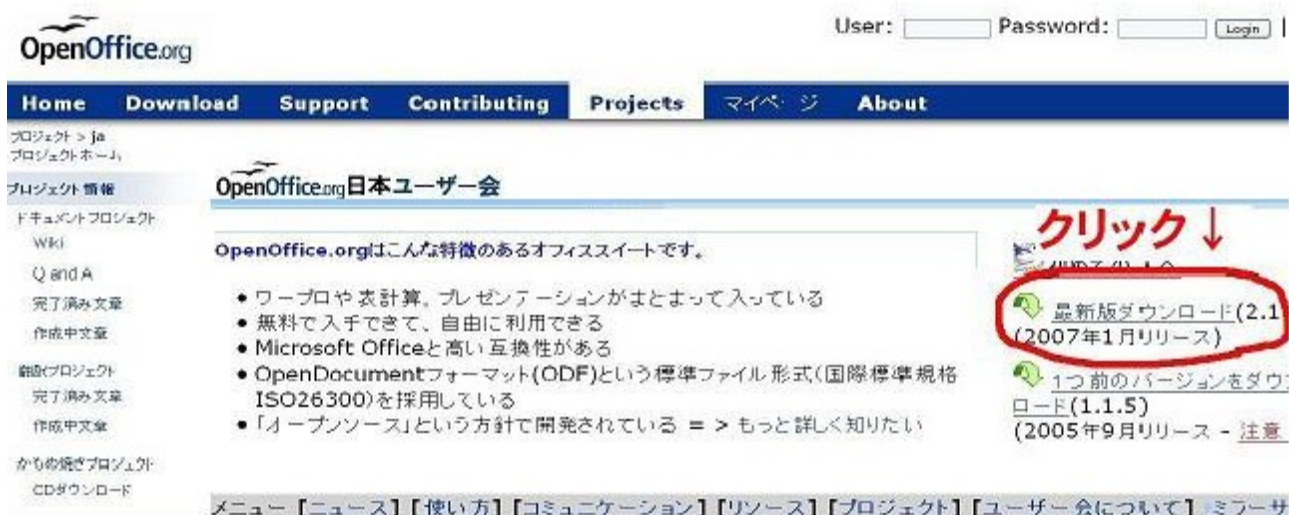 OpenOffice.org
User: Password: Login
Home Download Support Contributing Projects マイページ About
プロジェクト > ja
プロジェクトホーム
プロジェクト情報
OpenOffice.org日本ユーザー会
ドキュメントプロジェクト
Wiki
Q and A
完了済み文章
作成中文章
翻訳プロジェクト
完了済み文章
作成中文章
かもめ焼きプロジェクト
CDダウンロード
OpenOffice.orgはこんな特徴のあるオフィススイートです。
• ワープロや表計算、プレゼンテーションがまとまって入っている
• 無料で入手できて、自由に利用できる
• Microsoft Officeと高い互換性がある
• OpenDocumentフォーマット(ODF)という標準ファイル形式(国際標準規格
ISO26300)を採用している
• 「オープンソース」という方針で開発されている = > もっと詳しく知りたい
クリック↓
最新版ダウンロード(2.1
(2007年1月リリース)
1つ前のバージョンをダウ
ロード(1.1.5)
(2005年9月リリース - 注意
メニュー 【ニュース】【使い方】【コミュニケーション】【リソース】【プロジェクト】【ユーザー会について】 ミラーサ